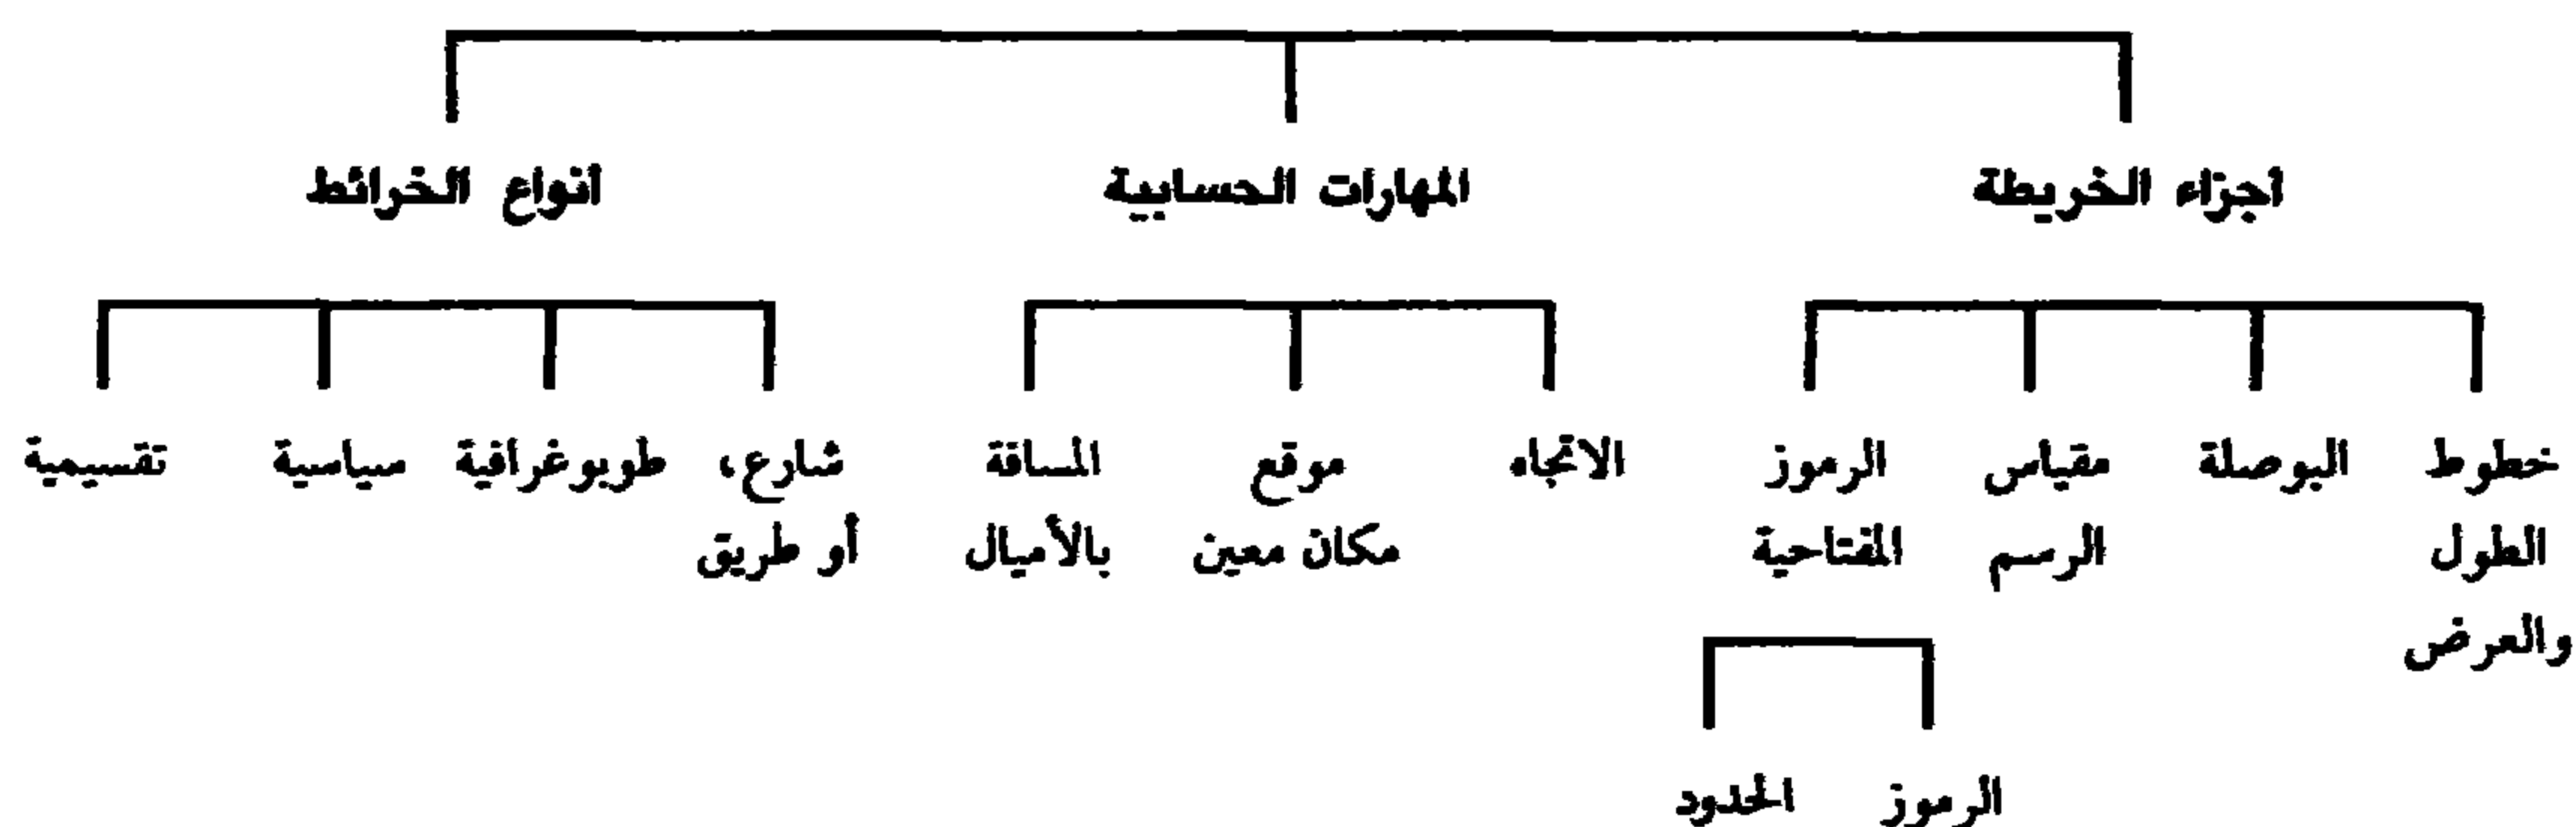 أجزاء الخريطة المهارات الحسابية أنواع الخرائط
خطوط البوصلة مقياس الرموز الاتجاه موقع المسافة شارع، طوبوغرافية سياسية تقسيمية
الطول الرسم المفتاحية مكان معين بالأميال أو طريق
والعرض
الرموز الحدود